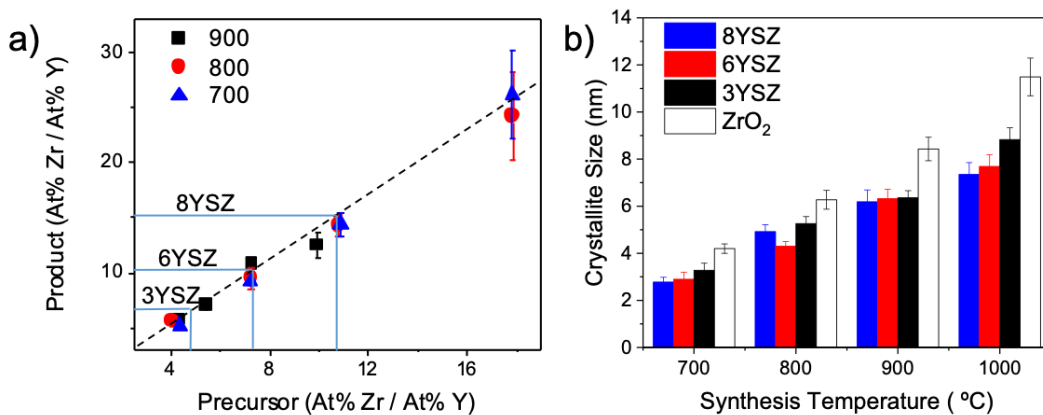 a)
900
800
700
30
20
10
8YSZ
6YSZ
3YSZ
Product (At% Zr / At% Y)
4 8 12 16
Precursor (At% Zr / At% Y)
b)
8YSZ
6YSZ
3YSZ
ZrO₂
14
12
10
8
6
4
2
0
Crystallite Size (nm)
700 800 900 1000
Synthesis Temperature ( ºC)